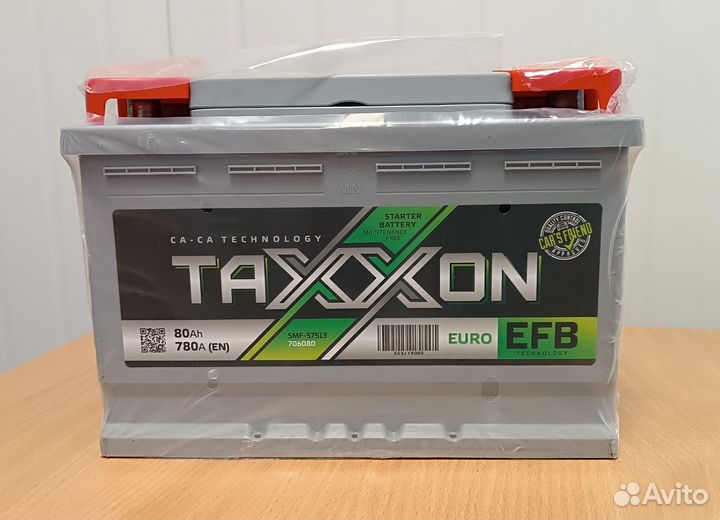 MIN
STARTER
BATTERY
MAINTENANCE
FREE
QUALITY CONTROL
CAR'S FRIEND
APPROVED
CA-CA TECHNOLOGY
TAXXON
80Ah
780A (EN)
SMF-57513
706080
553J19080
EURO
EFB
TECHNOLOGY
Avito